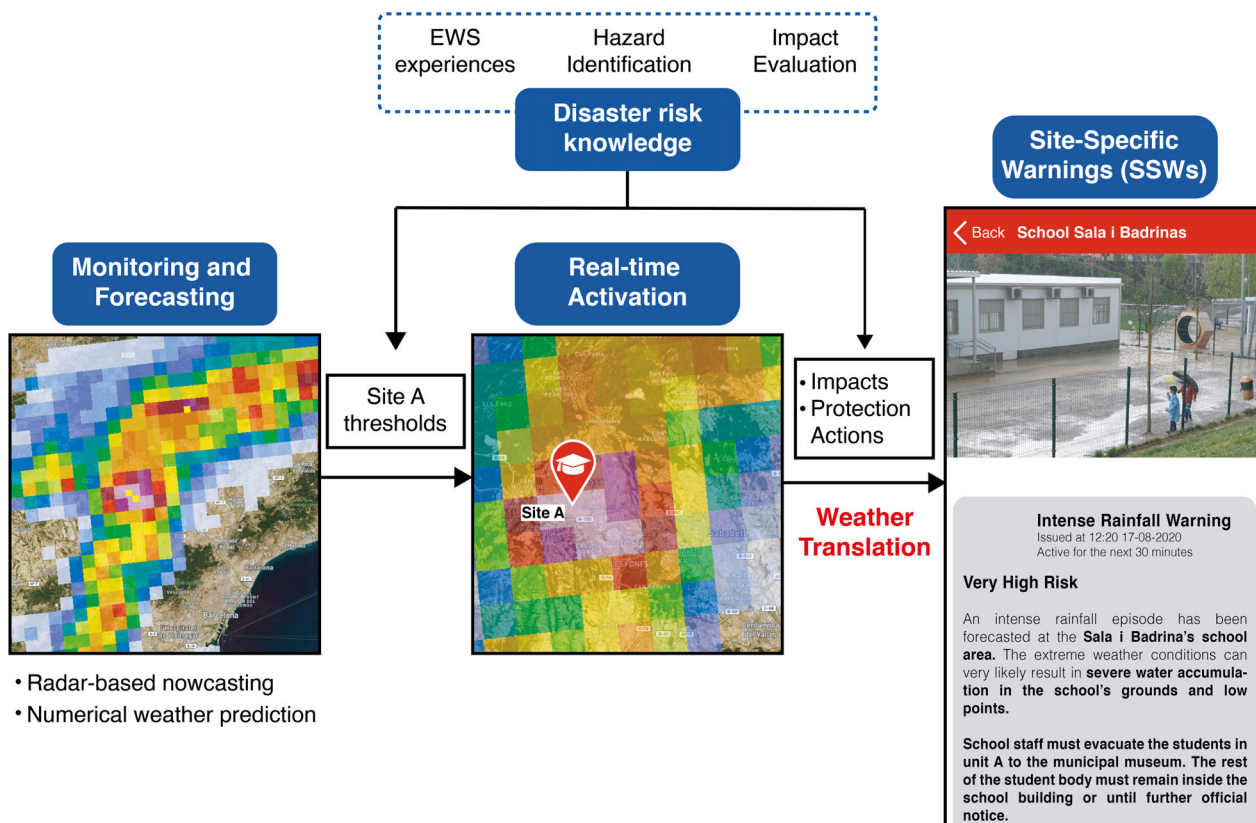 EWS
experiences
Hazard
Identification
Impact
Evaluation
Disaster risk
knowledge
Site-Specific
Warnings (SSWs)
Back School Sala i Badrinas
Monitoring and
Forecasting
Real-time
Activation
Site A
thresholds
• Impacts
• Protection
Actions
Site A
Weather
Translation
Barcelona
Badalona
Sabadell
Cerdanyola
del Vallès
• Radar-based nowcasting
• Numerical weather prediction
Intense Rainfall Warning
Issued at 12:20 17-08-2020
Active for the next 30 minutes
Very High Risk
An intense rainfall episode has been
forecasted at the Sala i Badrina's school
area. The extreme weather conditions can
very likely result in severe water accumula-
tion in the school's grounds and low
points.
School staff must evacuate the students in
unit A to the municipal museum. The rest
of the student body must remain inside the
school building or until further official
notice.